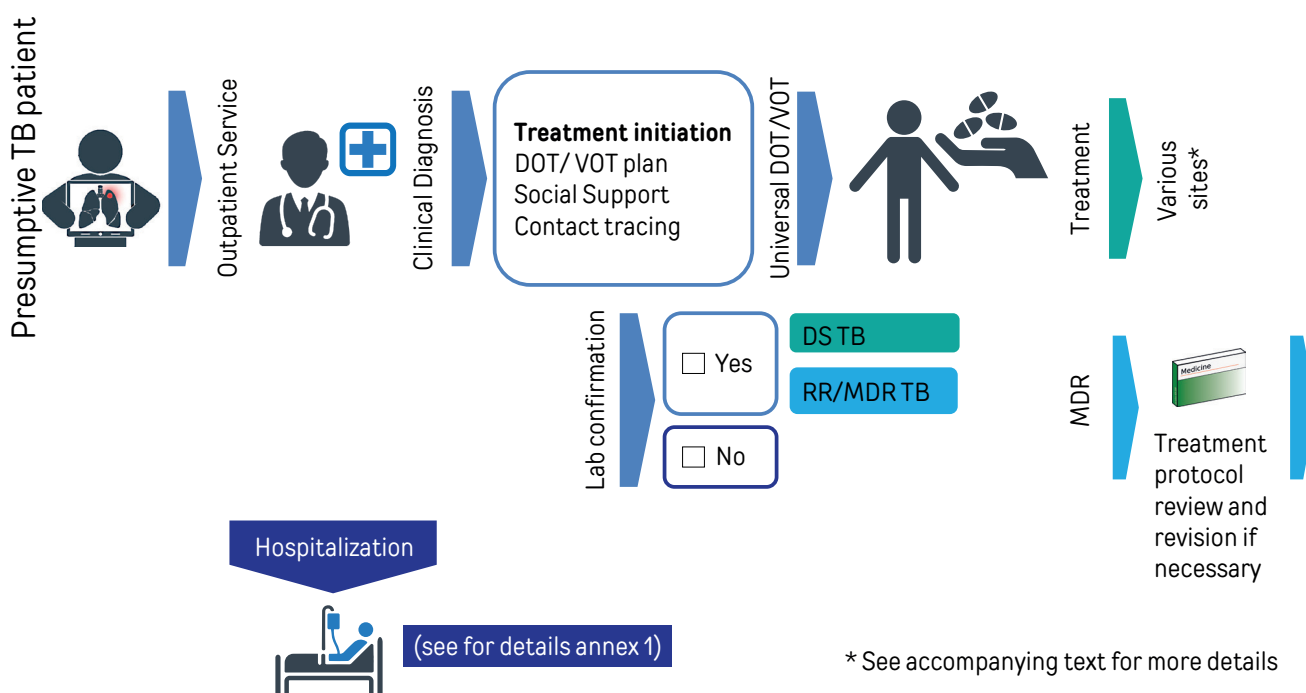 Presumptive TB patient
Outpatient Service
Clinical Diagnosis
Treatment initiation
DOT/ VOT plan
Social Support
Contact tracing
Universal DOT/VOT
Treatment
Various
sites*
Lab confirmation
Yes
No
DS TB
RR/MDR TB
MDR
Medicine
Treatment
protocol
review and
revision if
necessary
Hospitalization
(see for details annex 1)
* See accompanying text for more details